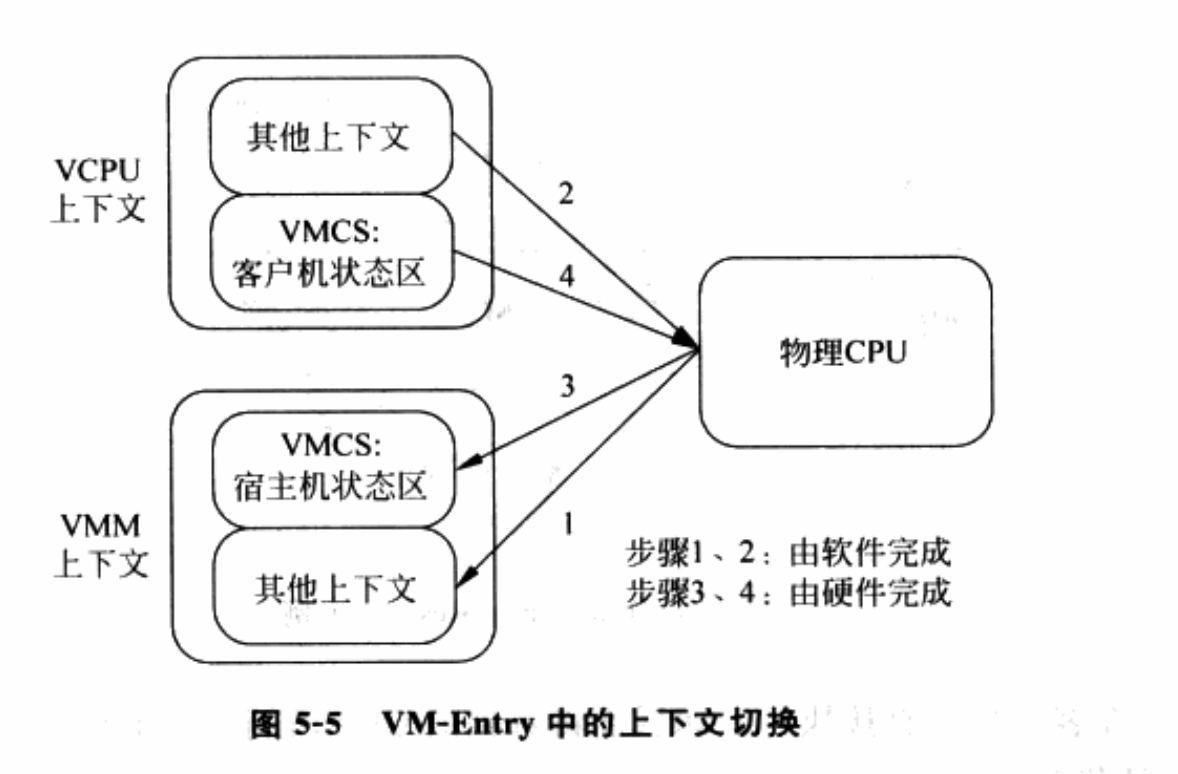 其他上下文
VCPU
上下文
VMCS:
客户机状态区
2
4
物理CPU
3
VMCS:
宿主机状态区
1
VMM
上下文
其他上下文
步骤1、2：由软件完成
步骤3、4：由硬件完成
图 5-5 VM-Entry 中的上下文切换